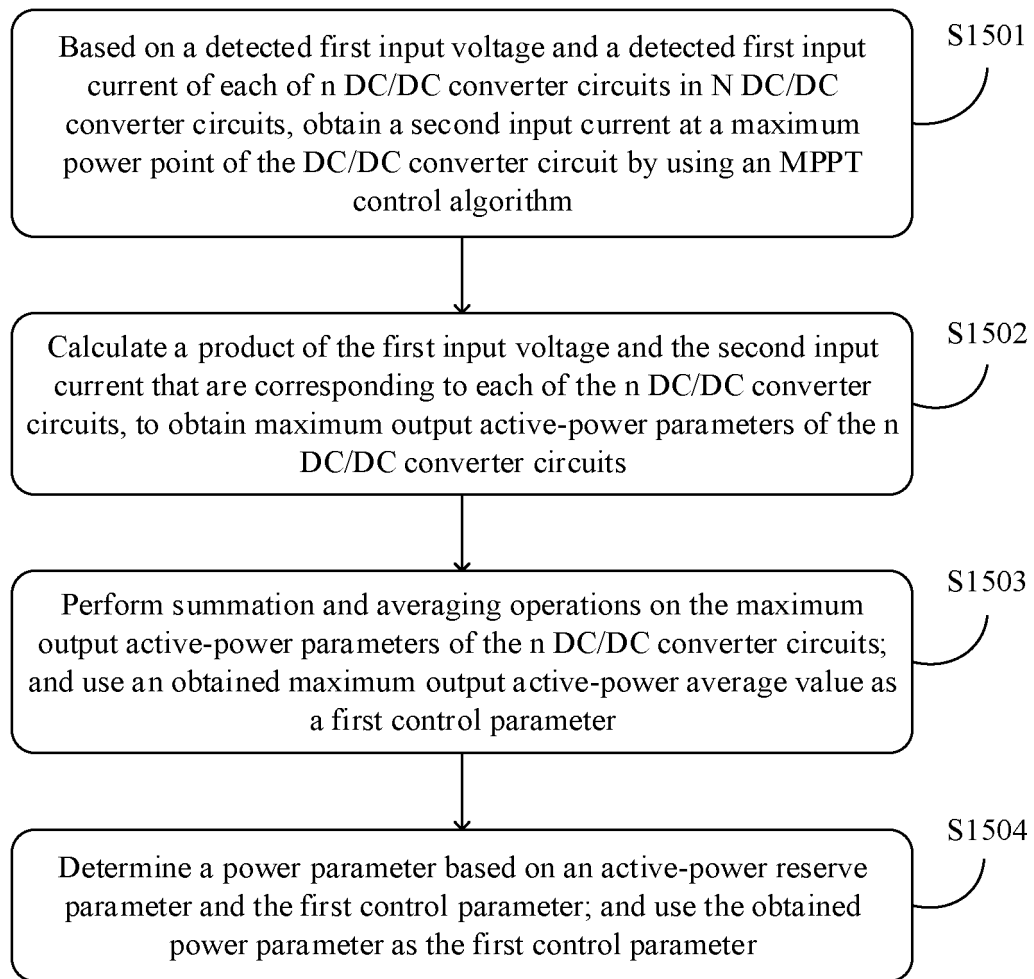 Based on a detected first input voltage and a detected first input
current of each of n DC/DC converter circuits in N DC/DC
converter circuits, obtain a second input current at a maximum
power point of the DC/DC converter circuit by using an MPPT
control algorithm
S1501
Calculate a product of the first input voltage and the second input
current that are corresponding to each of the n DC/DC converter
circuits, to obtain maximum output active-power parameters of the n
DC/DC converter circuits
S1502
Perform summation and averaging operations on the maximum
output active-power parameters of the n DC/DC converter circuits;
and use an obtained maximum output active-power average value as
a first control parameter
S1503
Determine a power parameter based on an active-power reserve
parameter and the first control parameter; and use the obtained
power parameter as the first control parameter
S1504